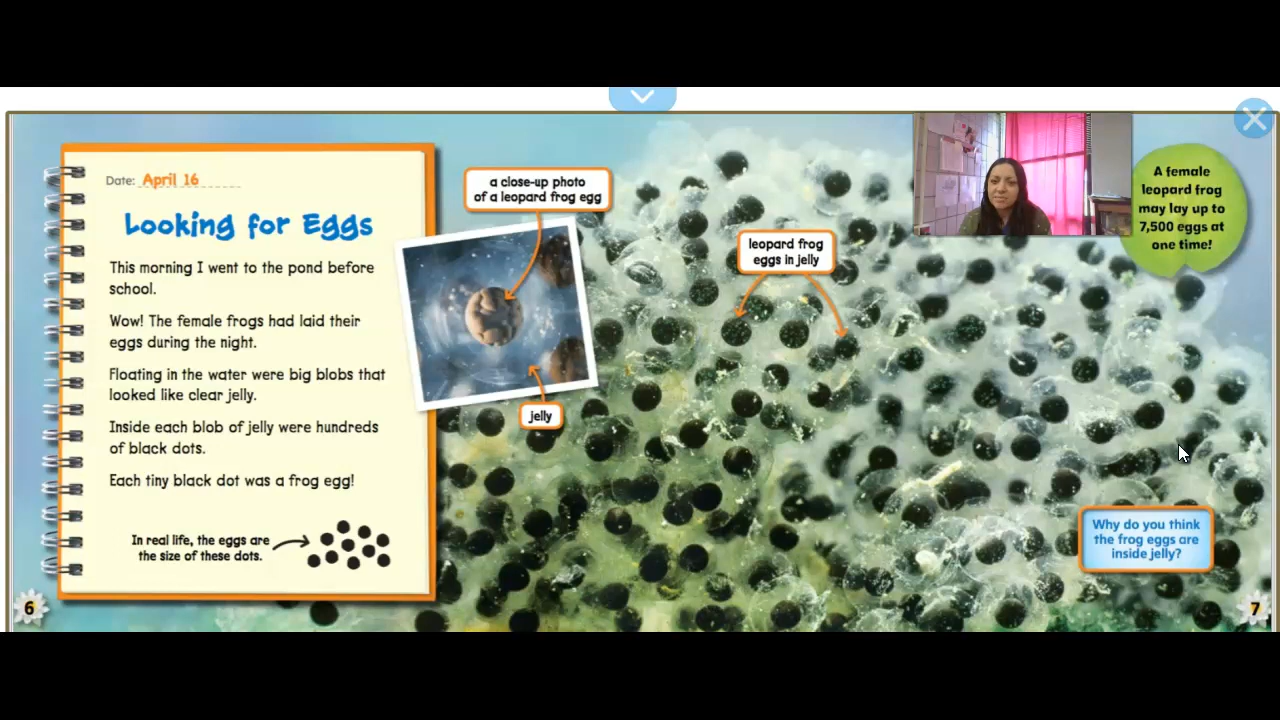 Date: April 16
Looking for Eggs
This morning I went to the pond before
school.
Wow! The female frogs had laid their
eggs during the night.
Floating in the water were big blobs that
looked like clear jelly.
Inside each blob of jelly were hundreds
of black dots.
Each tiny black dot was a frog egg!
In real life, the eggs are
the size of these dots.
6
a close-up photo
of a leopard frog egg
jelly
leopard frog
eggs in jelly
A female
leopard frog
may lay up to
7,500 eggs at
one time!
Why do you think
the frog eggs are
inside jelly?
7